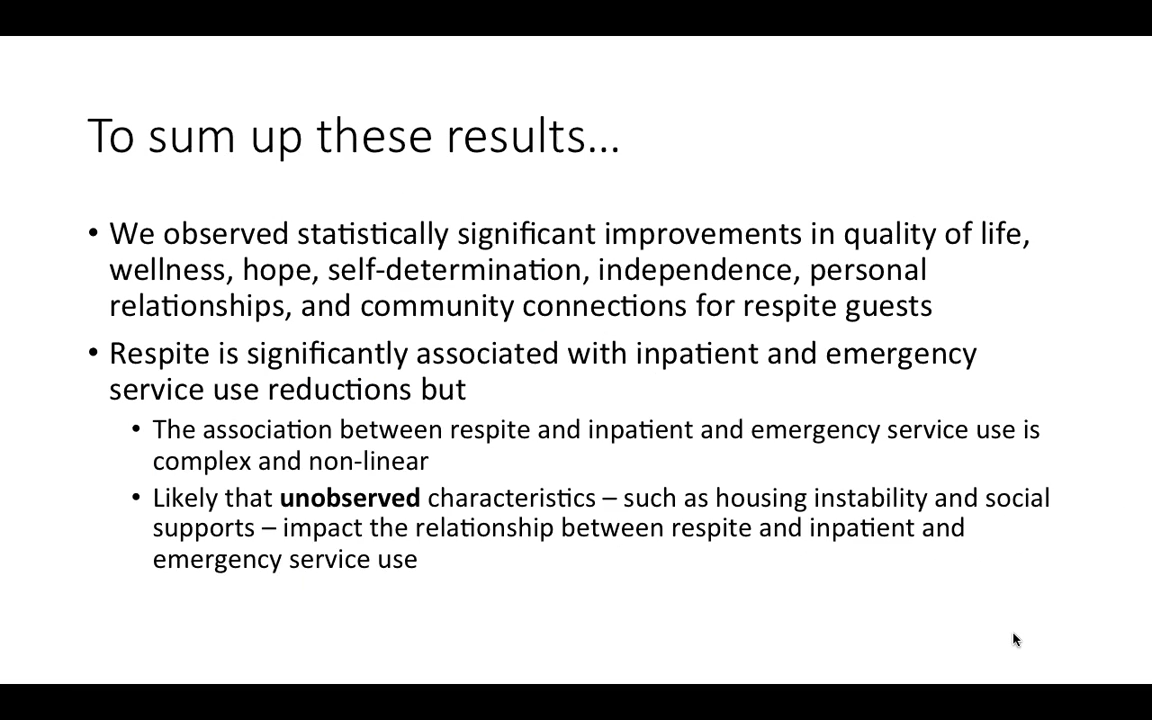 To sum up these results...
• We observed statistically significant improvements in quality of life,
wellness, hope, self-determination, independence, personal
relationships, and community connections for respite guests
• Respite is significantly associated with inpatient and emergency
service use reductions but
• The association between respite and inpatient and emergency service use is
complex and non-linear
• Likely that unobserved characteristics – such as housing instability and social
supports – impact the relationship between respite and inpatient and
emergency service use